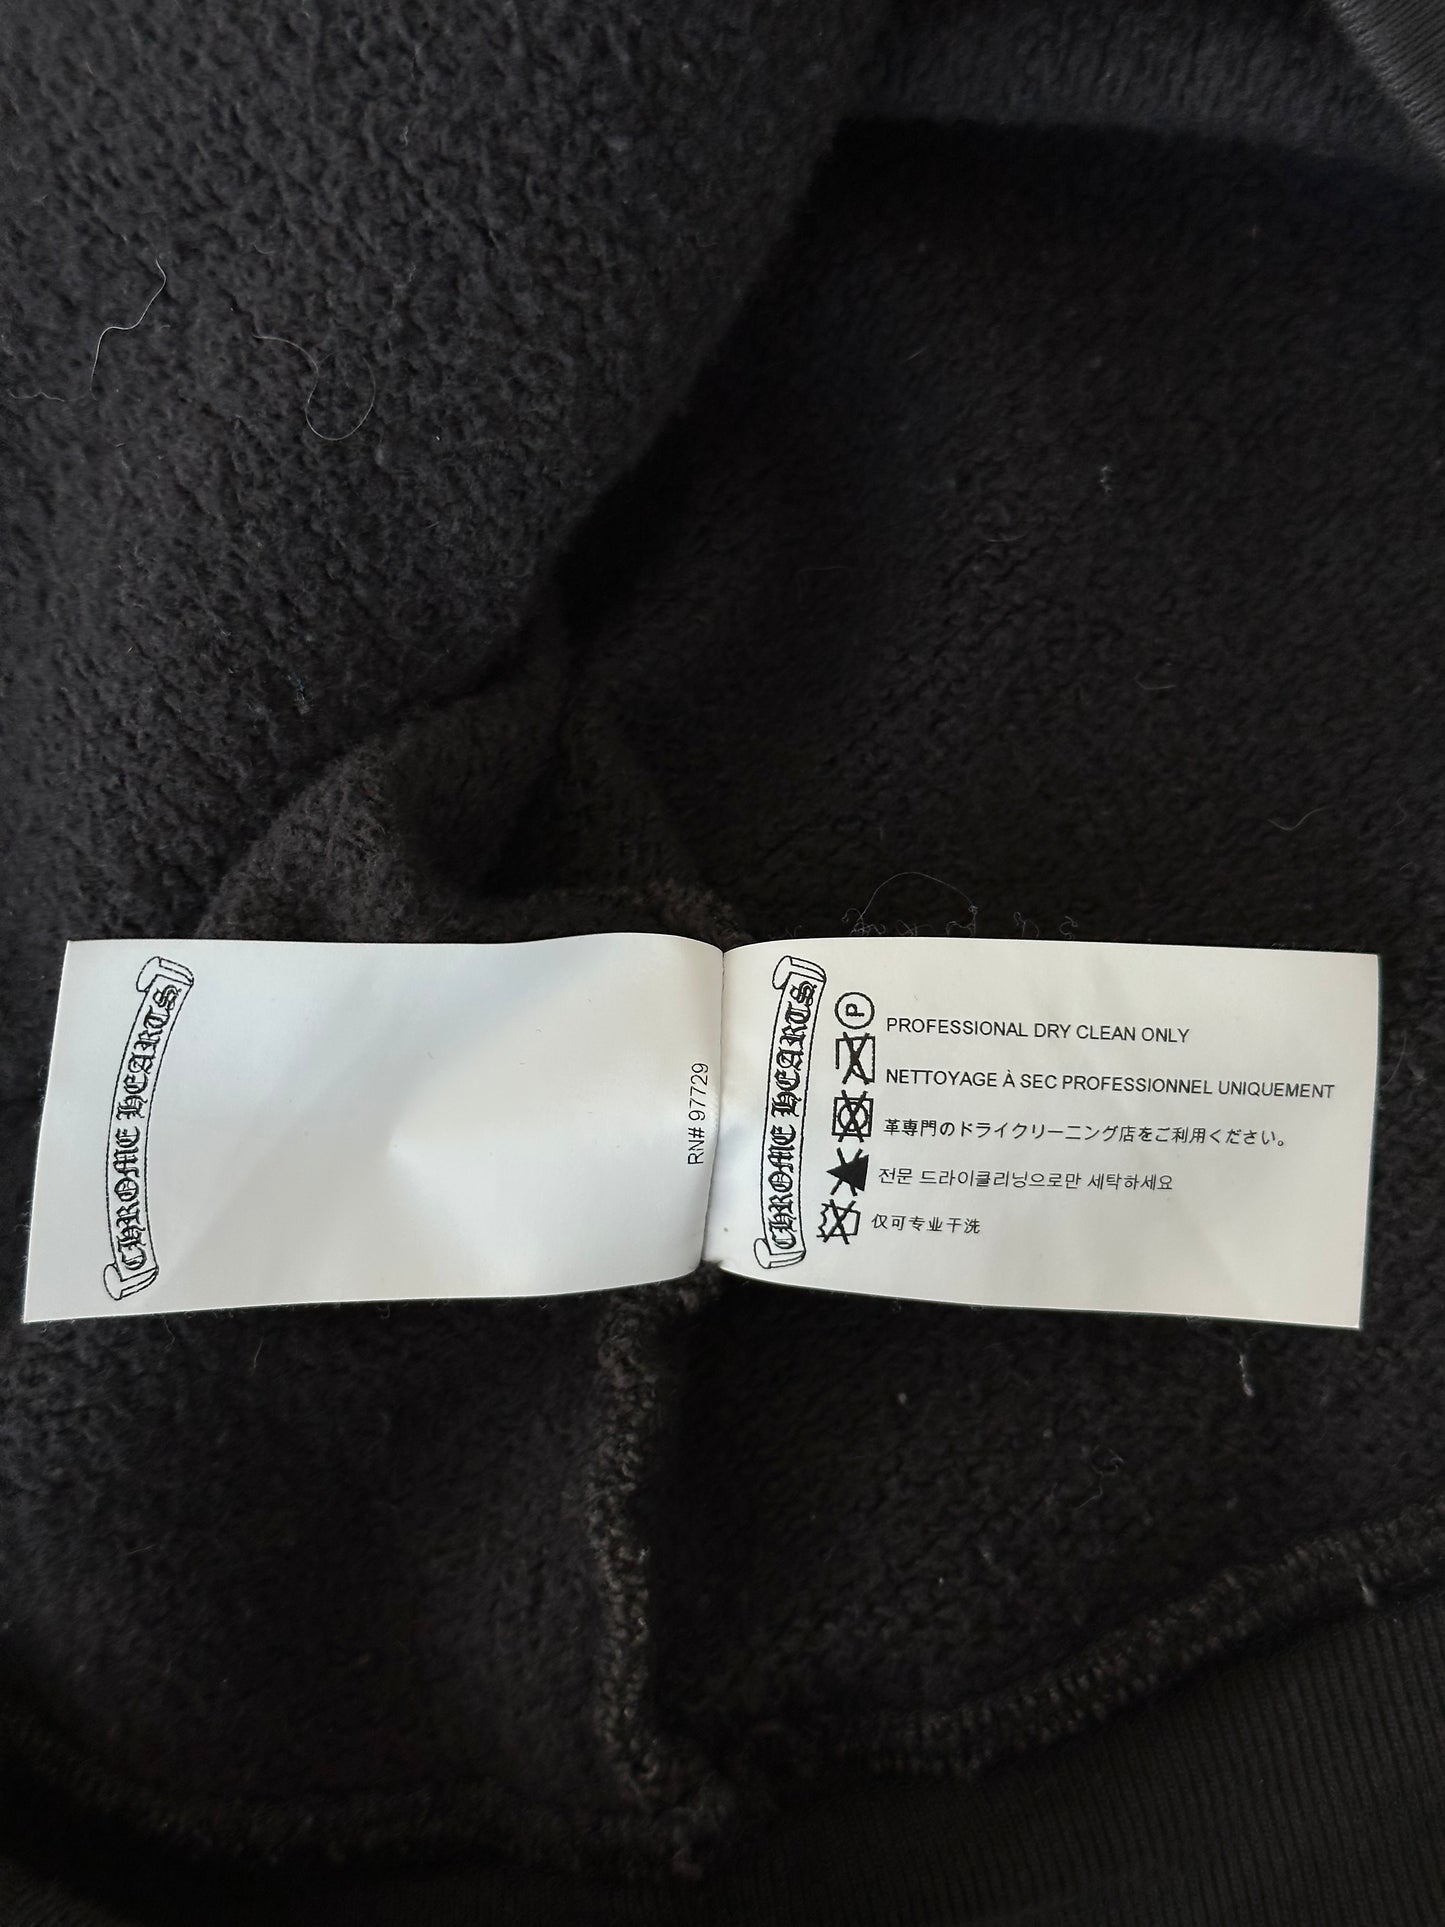 CHROME HEARTS
RN# 97729
CHROME HEARTS
P
PROFESSIONAL DRY CLEAN ONLY
NETTOYAGE À SEC PROFESSIONNEL UNIQUEMENT
革専門のドライクリーニング店をご利用ください。
전문 드라이클리닝으로만 세탁하세요
仅可专业干洗